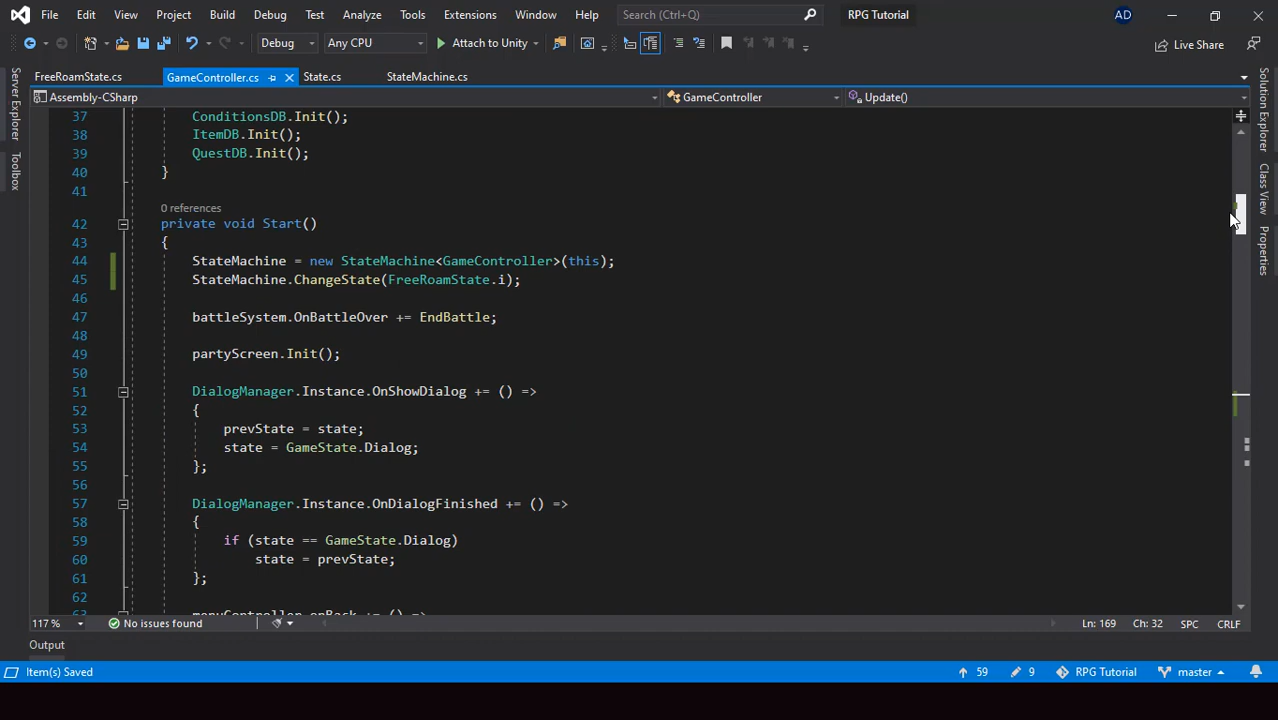 File Edit View Project Build Debug Test Analyze Tools Extensions Window Help Search (Ctrl+Q) RPG Tutorial AD
Debug Any CPU Attach to Unity Live Share
FreeRoamState.cs GameController.cs State.cs StateMachine.cs
Assembly-CSharp GameController Update()
37 ConditionsDB.Init();
38 ItemDB.Init();
39 QuestDB.Init();
40 }
41
0 references
42 private void Start()
43 {
44 StateMachine = new StateMachine<GameController>(this);
45 StateMachine.ChangeState(FreeRoamState.i);
46
47 battleSystem.OnBattleOver += EndBattle;
48
49 partyScreen.Init();
50
51 DialogManager.Instance.OnShowDialog += () =>
52 {
53 prevState = state;
54 state = GameState.Dialog;
55 };
56
57 DialogManager.Instance.OnDialogFinished += () =>
58 {
59 if (state == GameState.Dialog)
60 state = prevState;
61 };
62
63 menuController.onBack += () =>
117 % No issues found Ln: 169 Ch: 32 SPC CRLF
Output
Item(s) Saved 59 9 RPG Tutorial master
Server Explorer
Toolbox
Solution Explorer
Class View
Properties